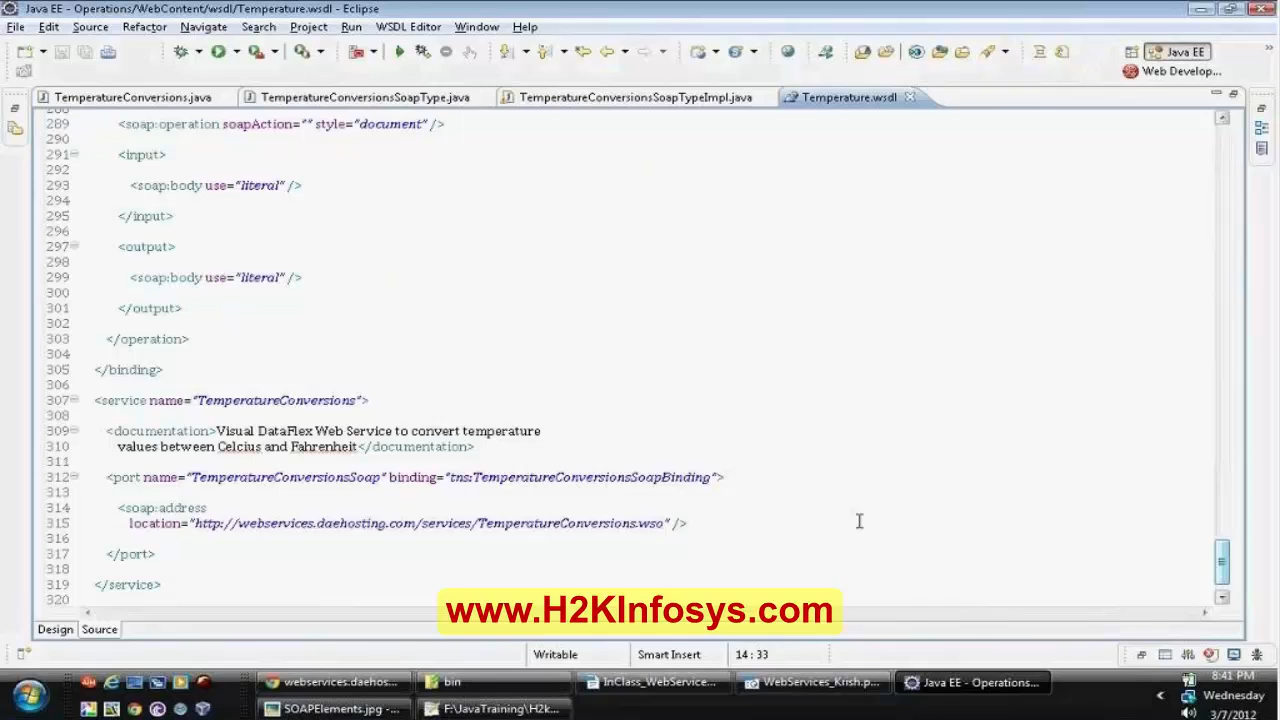 Java EE - Operations/WebContent/wsdl/Temperature.wsdl - Eclipse
File Edit Source Refactor Navigate Search Project Run WSDL Editor Window Help
Java EE
Web Develop...
TemperatureConversions.java TemperatureConversionsSoapType.java TemperatureConversionsSoapTypeImpl.java Temperature.wsdl
289 <soap:operation soapAction="" style="document" />
290
291 <input>
292
293 <soap:body use="literal" />
294
295 </input>
296
297 <output>
298
299 <soap:body use="literal" />
300
301 </output>
302
303 </operation>
304
305 </binding>
306
307 <service name="TemperatureConversions">
308
309 <documentation>Visual DataFlex Web Service to convert temperature
310 values between Celcius and Fahrenheit</documentation>
311
312 <port name="TemperatureConversionsSoap" binding="tns:TemperatureConversionsSoapBinding">
313
314 <soap:address
315 location="http://webservices.daehosting.com/services/TemperatureConversions.wso" />
316
317 </port>
318
319 </service>
320
www.H2KInfosys.com
Design Source
Writable Smart Insert 14 : 33
webservices.daehos... bin InClass_WebService... WebServices_Krish.p... Java EE - Operations...
SOAPElements.jpg -... F:\JavaTraining\H2k...
8:41 PM
Wednesday
3/7/2012